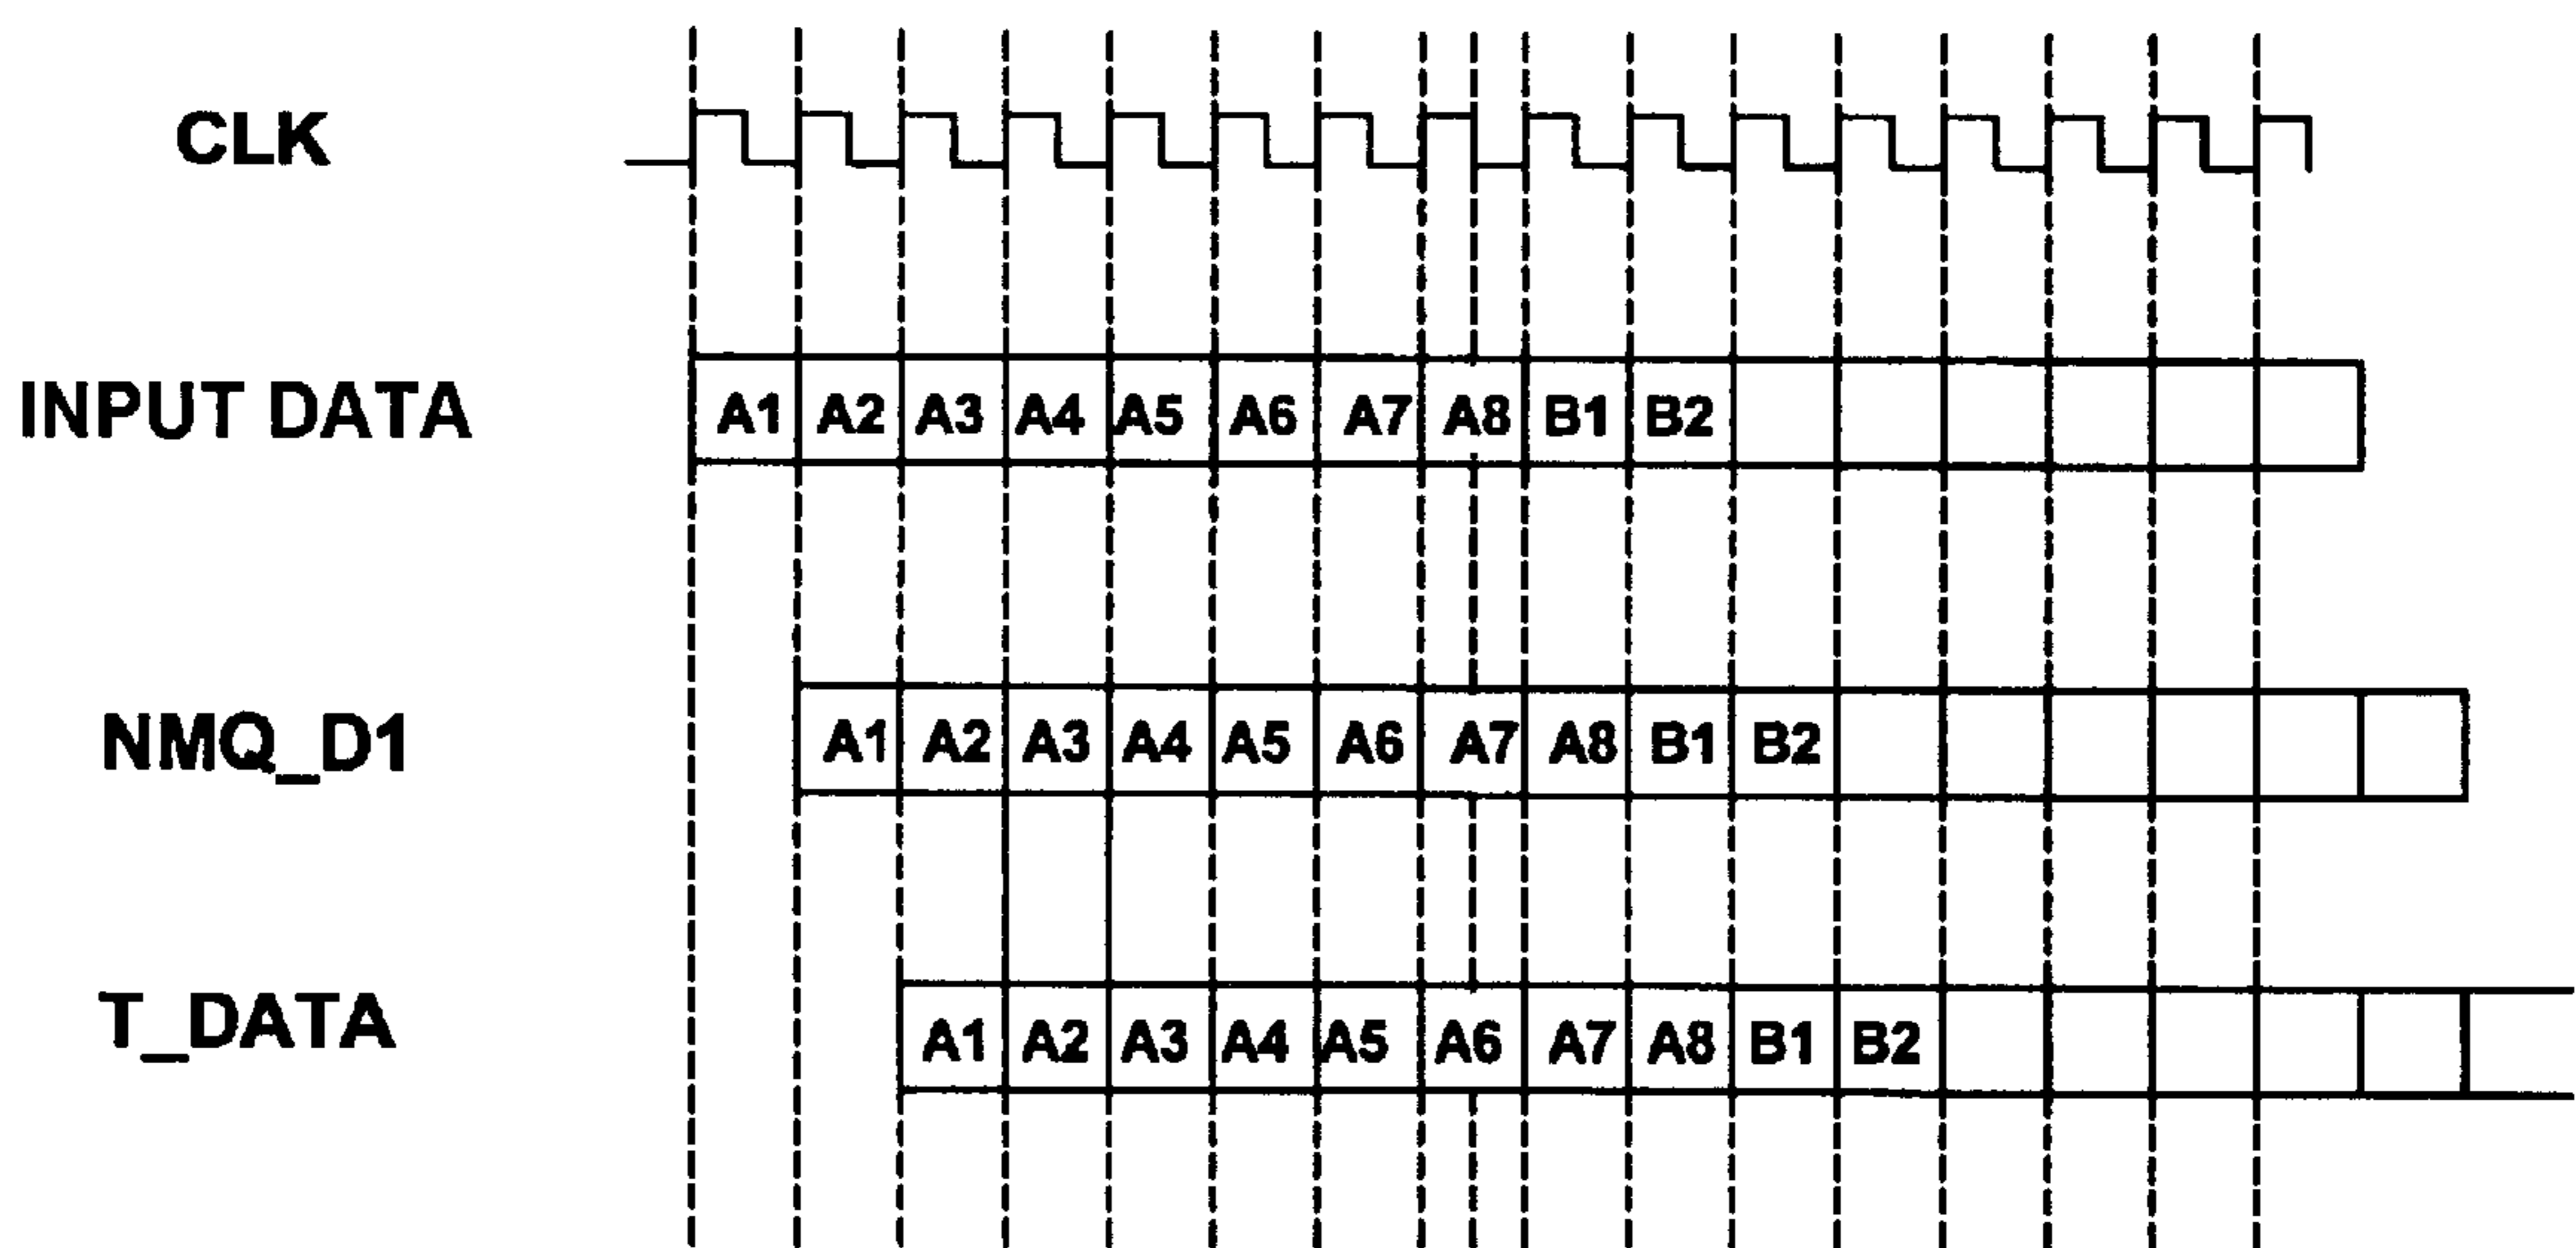 CLK
INPUT DATA A1 A2 A3 A4 A5 A6 A7 A8 B1 B2
NMQ_D1 A1 A2 A3 A4 A5 A6 A7 A8 B1 B2
T_DATA A1 A2 A3 A4 A5 A6 A7 A8 B1 B2